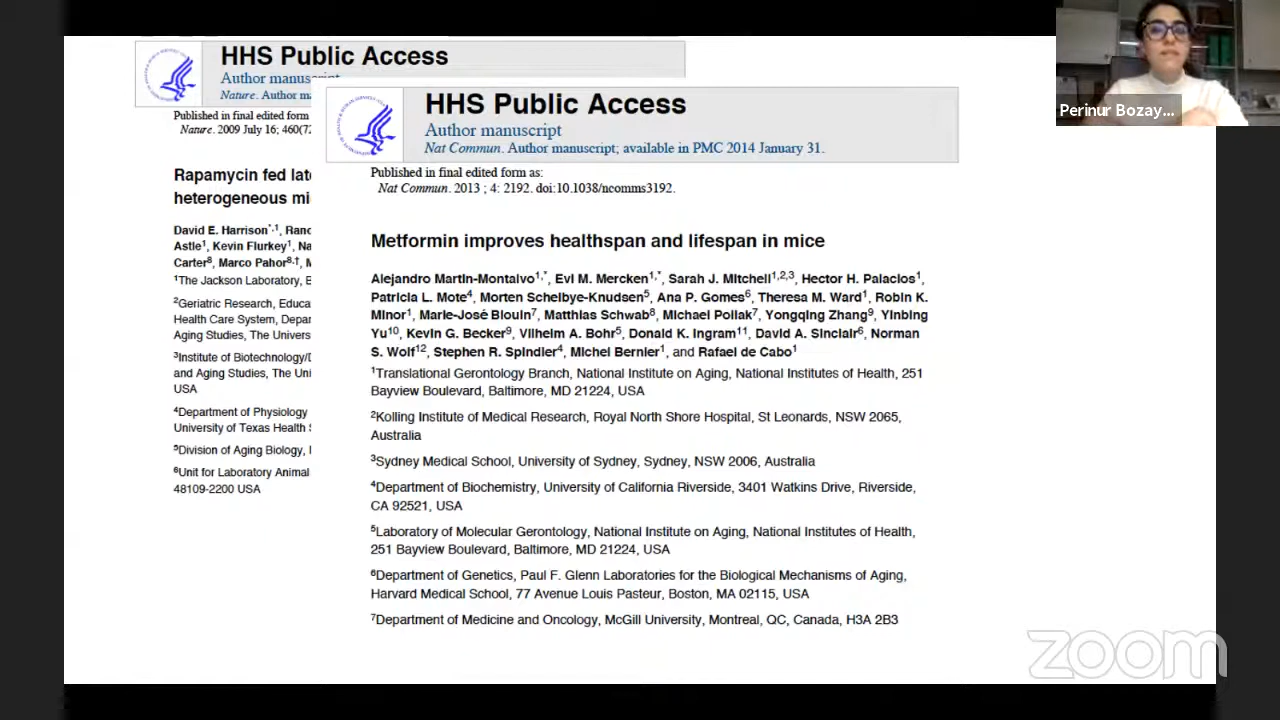 HHS Public Access
Author manuscript
Nature. Author m
Published in final edited form
Nature. 2009 July 16; 460(72
Rapamycin fed late
heterogeneous mi
David E. Harrison*,1, Ran
Astle1, Kevin Flurkey1, Na
Carter8, Marco Pahor8,†, M
1The Jackson Laboratory, B
2Geriatric Research, Educa
Health Care System, Depar
Aging Studies, The Univers
3Institute of Biotechnology/D
and Aging Studies, The Uni
USA
4Department of Physiology
University of Texas Health S
5Division of Aging Biology, I
6Unit for Laboratory Animal
48109-2200 USA
HHS Public Access
Author manuscript
Nat Commun. Author manuscript; available in PMC 2014 January 31.
Published in final edited form as:
Nat Commun. 2013 ; 4: 2192. doi:10.1038/ncomms3192.
Metformin improves healthspan and lifespan in mice
Alejandro Martin-Montalvo1,*, Evi M. Mercken1,*, Sarah J. Mitchell1,2,3, Hector H. Palacios1,
Patricia L. Mote4, Morten Scheibye-Knudsen5, Ana P. Gomes6, Theresa M. Ward1, Robin K.
Minor1, Marie-José Blouin7, Matthias Schwab8, Michael Pollak7, Yongqing Zhang9, Yinbing
Yu10, Kevin G. Becker9, Vilhelm A. Bohr5, Donald K. Ingram11, David A. Sinclair6, Norman
S. Wolf12, Stephen R. Spindler4, Michel Bernier1, and Rafael de Cabo1
1Translational Gerontology Branch, National Institute on Aging, National Institutes of Health, 251
Bayview Boulevard, Baltimore, MD 21224, USA
2Kolling Institute of Medical Research, Royal North Shore Hospital, St Leonards, NSW 2065,
Australia
3Sydney Medical School, University of Sydney, Sydney, NSW 2006, Australia
4Department of Biochemistry, University of California Riverside, 3401 Watkins Drive, Riverside,
CA 92521, USA
5Laboratory of Molecular Gerontology, National Institute on Aging, National Institutes of Health,
251 Bayview Boulevard, Baltimore, MD 21224, USA
6Department of Genetics, Paul F. Glenn Laboratories for the Biological Mechanisms of Aging,
Harvard Medical School, 77 Avenue Louis Pasteur, Boston, MA 02115, USA
7Department of Medicine and Oncology, McGill University, Montreal, QC, Canada, H3A 2B3
Perinur Bozay...
zoom